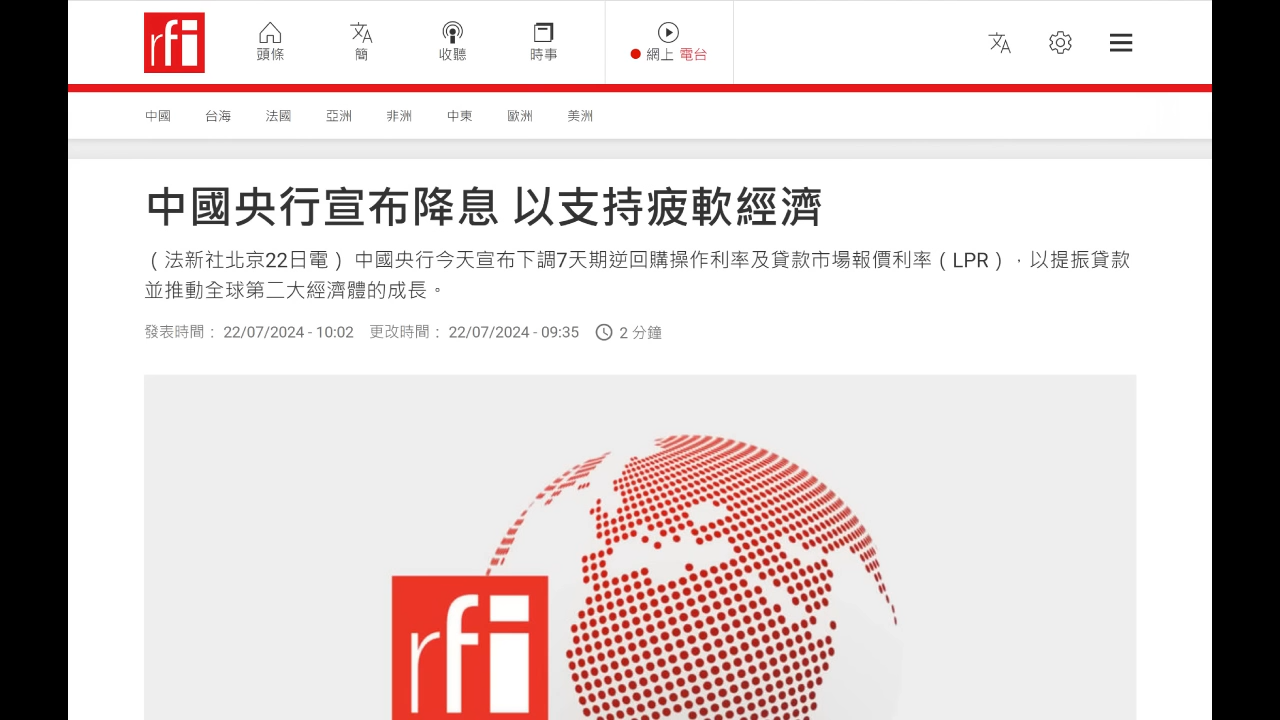 rfi
頭條
簡
收聽
時事
網上 電台
中國 台海 法國 亞洲 非洲 中東 歐洲 美洲
中國央行宣布降息 以支持疲軟經濟
（法新社北京22日電） 中國央行今天宣布下調7天期逆回購操作利率及貸款市場報價利率（LPR），以提振貸款
並推動全球第二大經濟體的成長。
發表時間： 22/07/2024 - 10:02 更改時間： 22/07/2024 - 09:35 2 分鐘
rfi